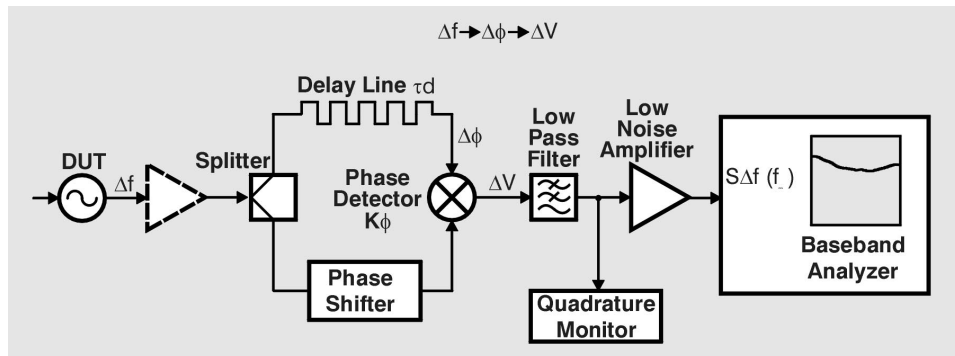 Δf→Δϕ→ΔV
Delay Line τd
DUT
Δf
Splitter
Δϕ
Phase
Detector
Kϕ
ΔV
Low
Pass
Filter
Low
Noise
Amplifier
SΔf (f_)
Baseband
Analyzer
Phase
Shifter
Quadrature
Monitor